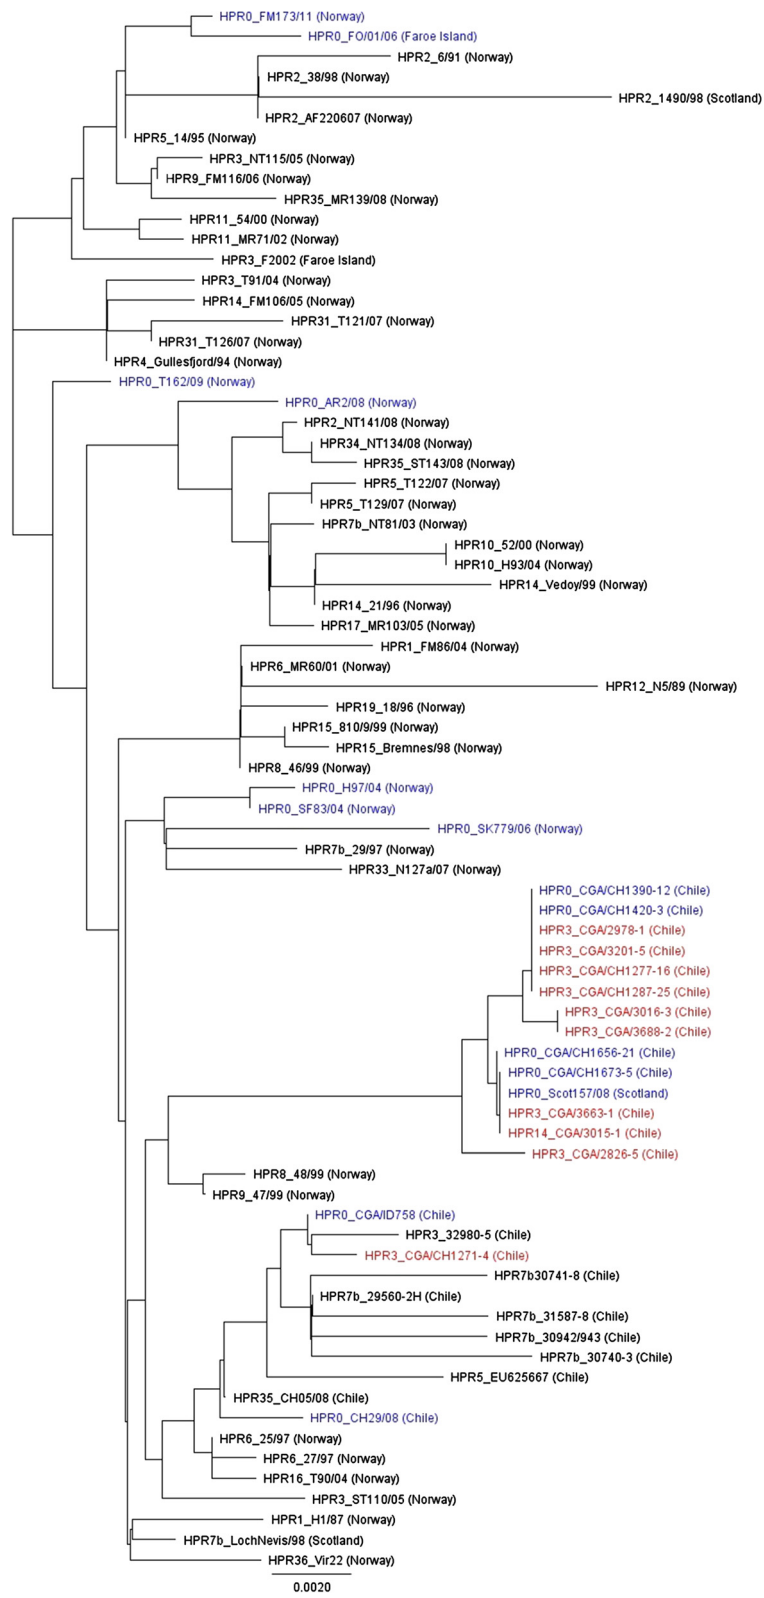 HPR0_FM173/11 (Norway)
HPR0_FO/01/06 (Faroe Island)
HPR2_6/91 (Norway)
HPR2_38/98 (Norway)
HPR2_1490/98 (Scotland)
HPR2_AF220607 (Norway)
HPR5_14/95 (Norway)
HPR3_NT115/05 (Norway)
HPR9_FM116/06 (Norway)
HPR35_MR139/08 (Norway)
HPR11_54/00 (Norway)
HPR11_MR71/02 (Norway)
HPR3_F2002 (Faroe Island)
HPR3_T91/04 (Norway)
HPR14_FM106/05 (Norway)
HPR31_T121/07 (Norway)
HPR31_T126/07 (Norway)
HPR4_Gullesfjord/94 (Norway)
HPR0_T162/09 (Norway)
HPR0_AR2/08 (Norway)
HPR2_NT141/08 (Norway)
HPR34_NT134/08 (Norway)
HPR35_ST143/08 (Norway)
HPR5_T122/07 (Norway)
HPR5_T129/07 (Norway)
HPR7b_NT81/03 (Norway)
HPR10_52/00 (Norway)
HPR10_H93/04 (Norway)
HPR14_Vedoy/99 (Norway)
HPR14_21/96 (Norway)
HPR17_MR103/05 (Norway)
HPR1_FM86/04 (Norway)
HPR6_MR60/01 (Norway)
HPR12_N5/89 (Norway)
HPR19_18/96 (Norway)
HPR15_810/9/99 (Norway)
HPR15_Bremnes/98 (Norway)
HPR8_46/99 (Norway)
HPR0_H97/04 (Norway)
HPR0_SF83/04 (Norway)
HPR0_SK779/06 (Norway)
HPR7b_29/97 (Norway)
HPR33_N127a/07 (Norway)
HPR0_CGA/CH1390-12 (Chile)
HPR0_CGA/CH1420-3 (Chile)
HPR3_CGA/2978-1 (Chile)
HPR3_CGA/3201-5 (Chile)
HPR3_CGA/CH1277-16 (Chile)
HPR3_CGA/CH1287-25 (Chile)
HPR3_CGA/3016-3 (Chile)
HPR3_CGA/3688-2 (Chile)
HPR0_CGA/CH1656-21 (Chile)
HPR0_CGA/CH1673-5 (Chile)
HPR0_Scot157/08 (Scotland)
HPR3_CGA/3663-1 (Chile)
HPR14_CGA/3015-1 (Chile)
HPR3_CGA/2826-5 (Chile)
HPR8_48/99 (Norway)
HPR9_47/99 (Norway)
HPR0_CGA/ID758 (Chile)
HPR3_32980-5 (Chile)
HPR3_CGA/CH1271-4 (Chile)
HPR7b30741-8 (Chile)
HPR7b_29560-2H (Chile)
HPR7b_31587-8 (Chile)
HPR7b_30942/943 (Chile)
HPR7b_30740-3 (Chile)
HPR5_EU625667 (Chile)
HPR35_CH05/08 (Chile)
HPR0_CH29/08 (Chile)
HPR6_25/97 (Norway)
HPR6_27/97 (Norway)
HPR16_T90/04 (Norway)
HPR3_ST110/05 (Norway)
HPR1_H1/87 (Norway)
HPR7b_LochNevis/98 (Scotland)
HPR36_Vir22 (Norway)
0.0020